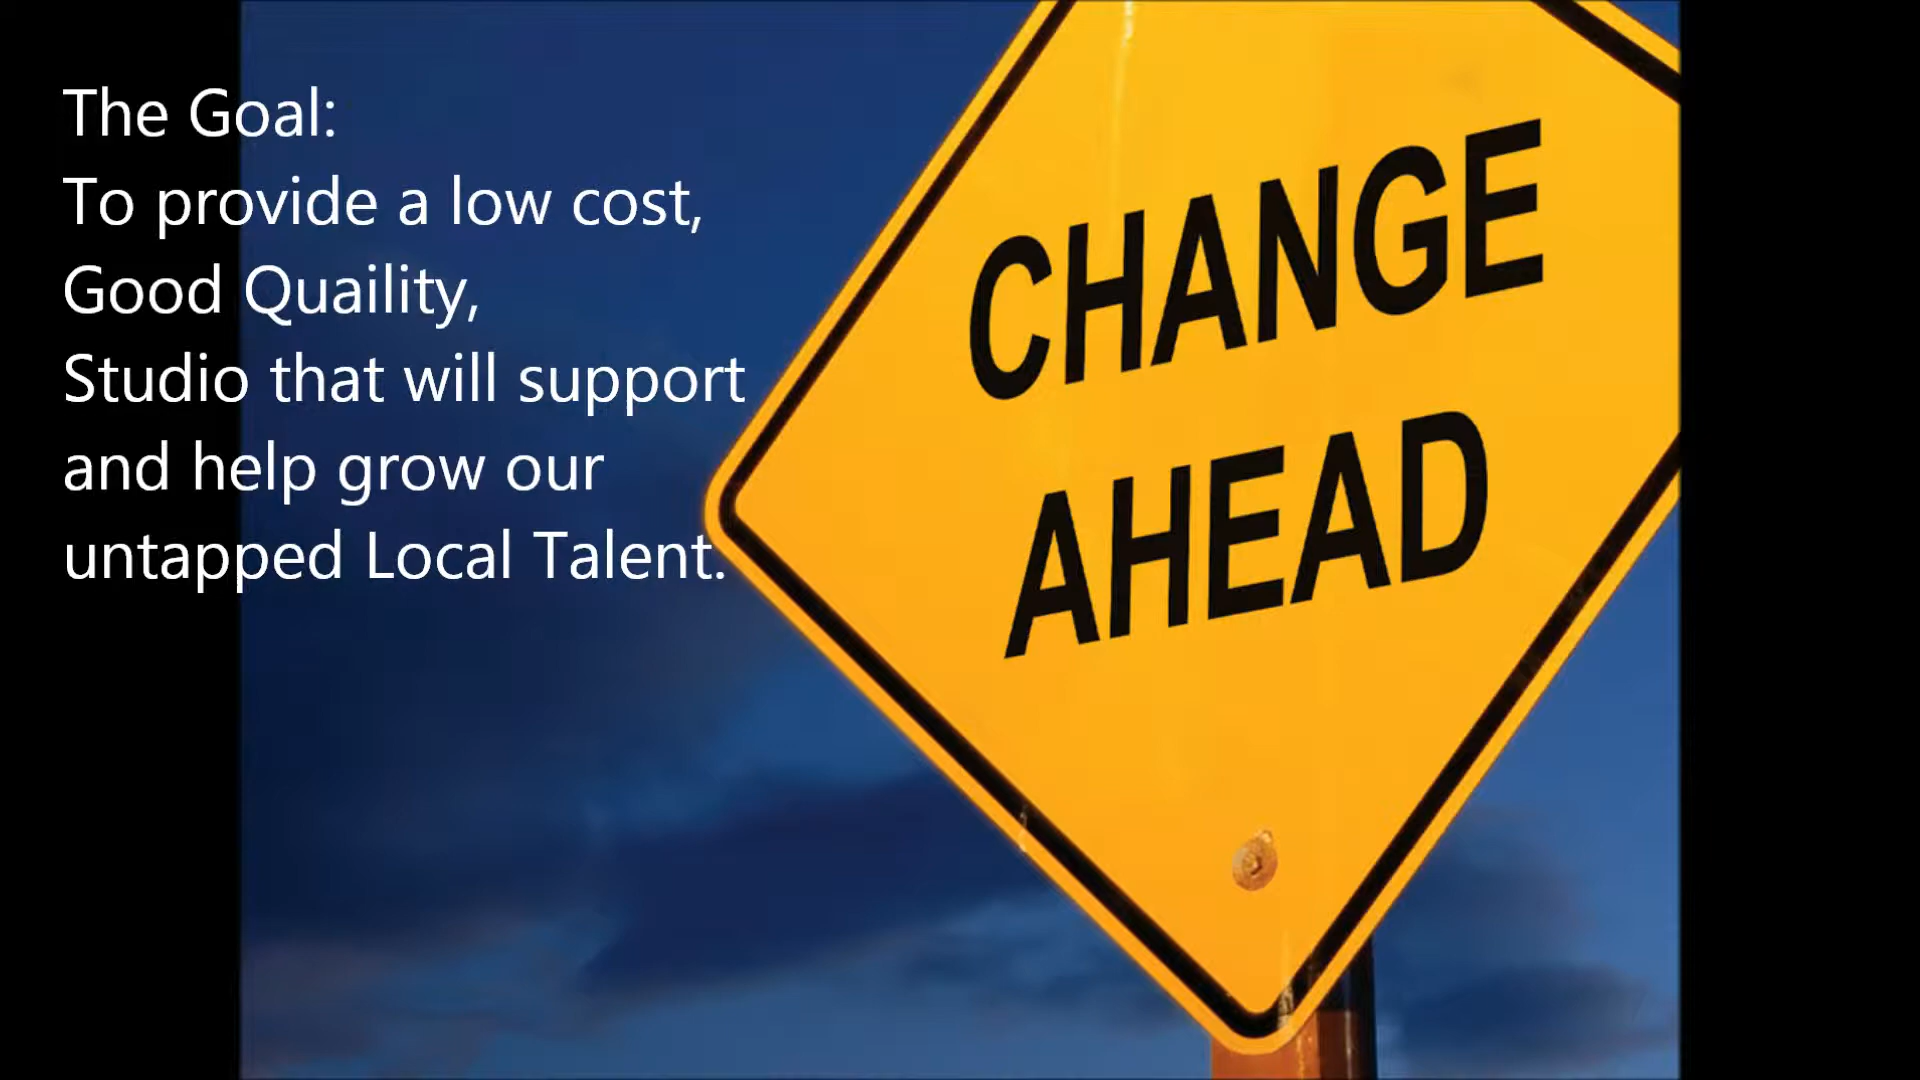 The Goal:
To provide a low cost,
Good Quaility,
Studio that will support
and help grow our
untapped Local Talent.
CHANGE
AHEAD